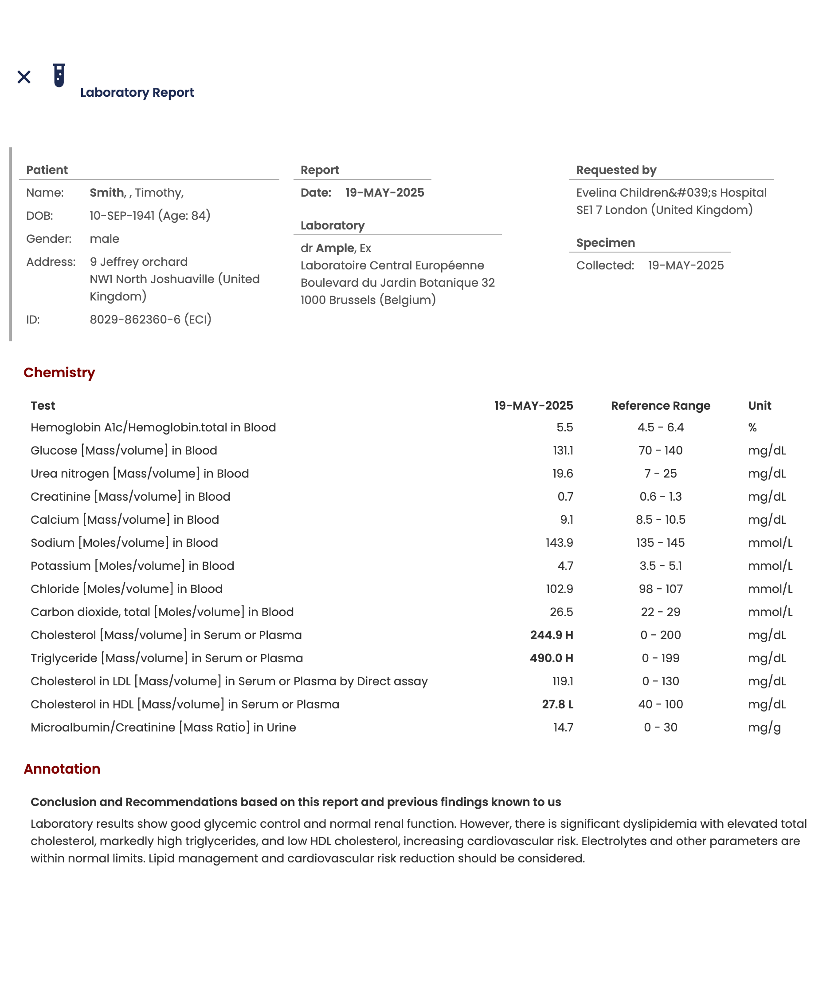 Laboratory Report
Patient
Name: Smith, , Timothy,
DOB: 10-SEP-1941 (Age: 84)
Gender: male
Address: 9 Jeffrey orchard
NW1 North Joshuaville (United
Kingdom)
ID: 8029-862360-6 (ECI)
Report
Date: 19-MAY-2025
Laboratory
dr Ample, Ex
Laboratoire Central Européenne
Boulevard du Jardin Botanique 32
1000 Brussels (Belgium)
Requested by
Evelina Children&#039;s Hospital
SE1 7 London (United Kingdom)
Specimen
Collected: 19-MAY-2025
Chemistry
Test 19-MAY-2025 Reference Range Unit
Hemoglobin A1c/Hemoglobin.total in Blood 5.5 4.5 - 6.4 %
Glucose [Mass/volume] in Blood 131.1 70 - 140 mg/dL
Urea nitrogen [Mass/volume] in Blood 19.6 7 - 25 mg/dL
Creatinine [Mass/volume] in Blood 0.7 0.6 - 1.3 mg/dL
Calcium [Mass/volume] in Blood 9.1 8.5 - 10.5 mg/dL
Sodium [Moles/volume] in Blood 143.9 135 - 145 mmol/L
Potassium [Moles/volume] in Blood 4.7 3.5 - 5.1 mmol/L
Chloride [Moles/volume] in Blood 102.9 98 - 107 mmol/L
Carbon dioxide, total [Moles/volume] in Blood 26.5 22 - 29 mmol/L
Cholesterol [Mass/volume] in Serum or Plasma 244.9 H 0 - 200 mg/dL
Triglyceride [Mass/volume] in Serum or Plasma 490.0 H 0 - 199 mg/dL
Cholesterol in LDL [Mass/volume] in Serum or Plasma by Direct assay 119.1 0 - 130 mg/dL
Cholesterol in HDL [Mass/volume] in Serum or Plasma 27.8 L 40 - 100 mg/dL
Microalbumin/Creatinine [Mass Ratio] in Urine 14.7 0 - 30 mg/g
Annotation
Conclusion and Recommendations based on this report and previous findings known to us
Laboratory results show good glycemic control and normal renal function. However, there is significant dyslipidemia with elevated total
cholesterol, markedly high triglycerides, and low HDL cholesterol, increasing cardiovascular risk. Electrolytes and other parameters are
within normal limits. Lipid management and cardiovascular risk reduction should be considered.